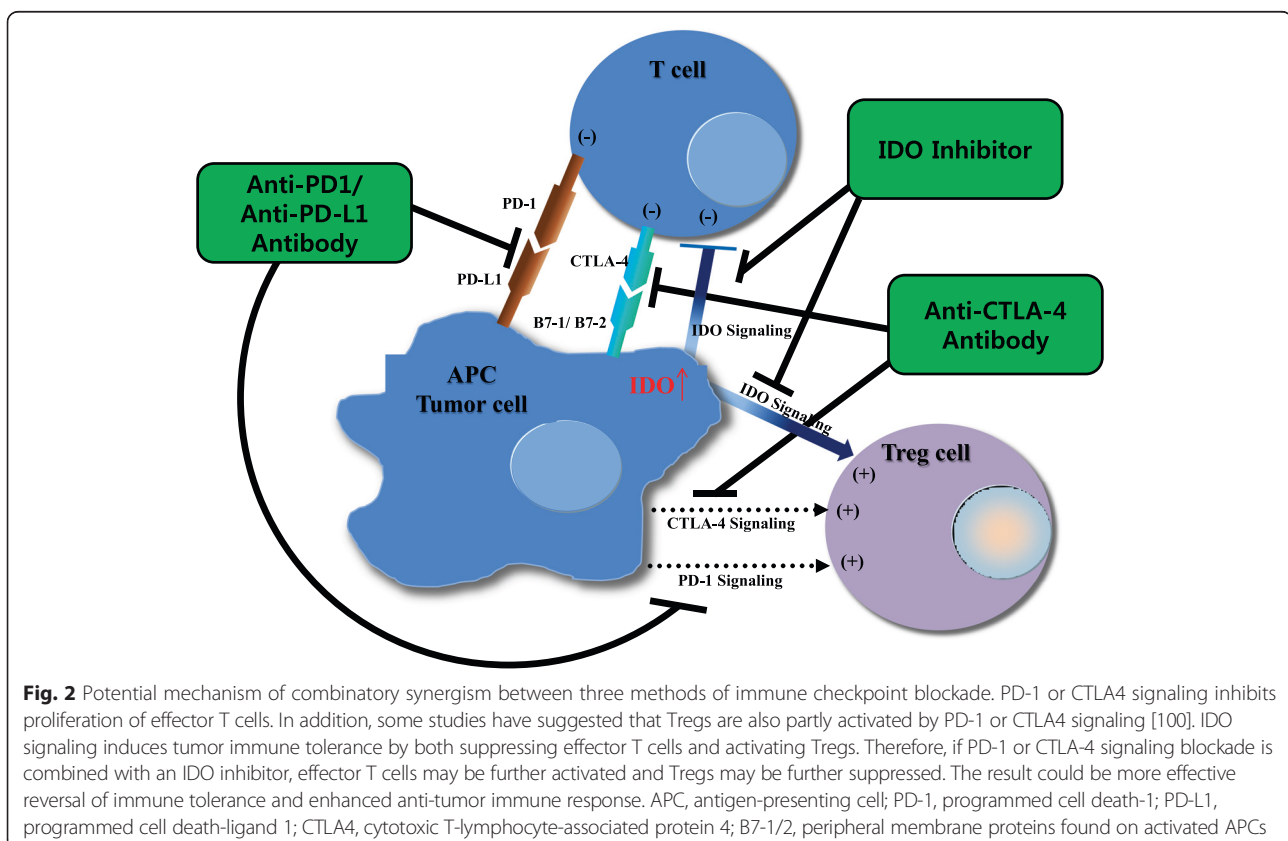 T cell
(-)
(-)
(-)
IDO Inhibitor
Anti-PD1/
Anti-PD-L1
Antibody
PD-1
PD-L1
CTLA-4
B7-1/ B7-2
IDO Signaling
Anti-CTLA-4
Antibody
APC
Tumor cell
IDO↑
IDO Signaling
Treg cell
(+)
(+)
(+)
CTLA-4 Signaling
PD-1 Signaling
Fig. 2 Potential mechanism of combinatory synergism between three methods of immune checkpoint blockade. PD-1 or CTLA4 signaling inhibits
proliferation of effector T cells. In addition, some studies have suggested that Tregs are also partly activated by PD-1 or CTLA4 signaling [100]. IDO
signaling induces tumor immune tolerance by both suppressing effector T cells and activating Tregs. Therefore, if PD-1 or CTLA-4 signaling blockade is
combined with an IDO inhibitor, effector T cells may be further activated and Tregs may be further suppressed. The result could be more effective
reversal of immune tolerance and enhanced anti-tumor immune response. APC, antigen-presenting cell; PD-1, programmed cell death-1; PD-L1,
programmed cell death-ligand 1; CTLA4, cytotoxic T-lymphocyte-associated protein 4; B7-1/2, peripheral membrane proteins found on activated APCs